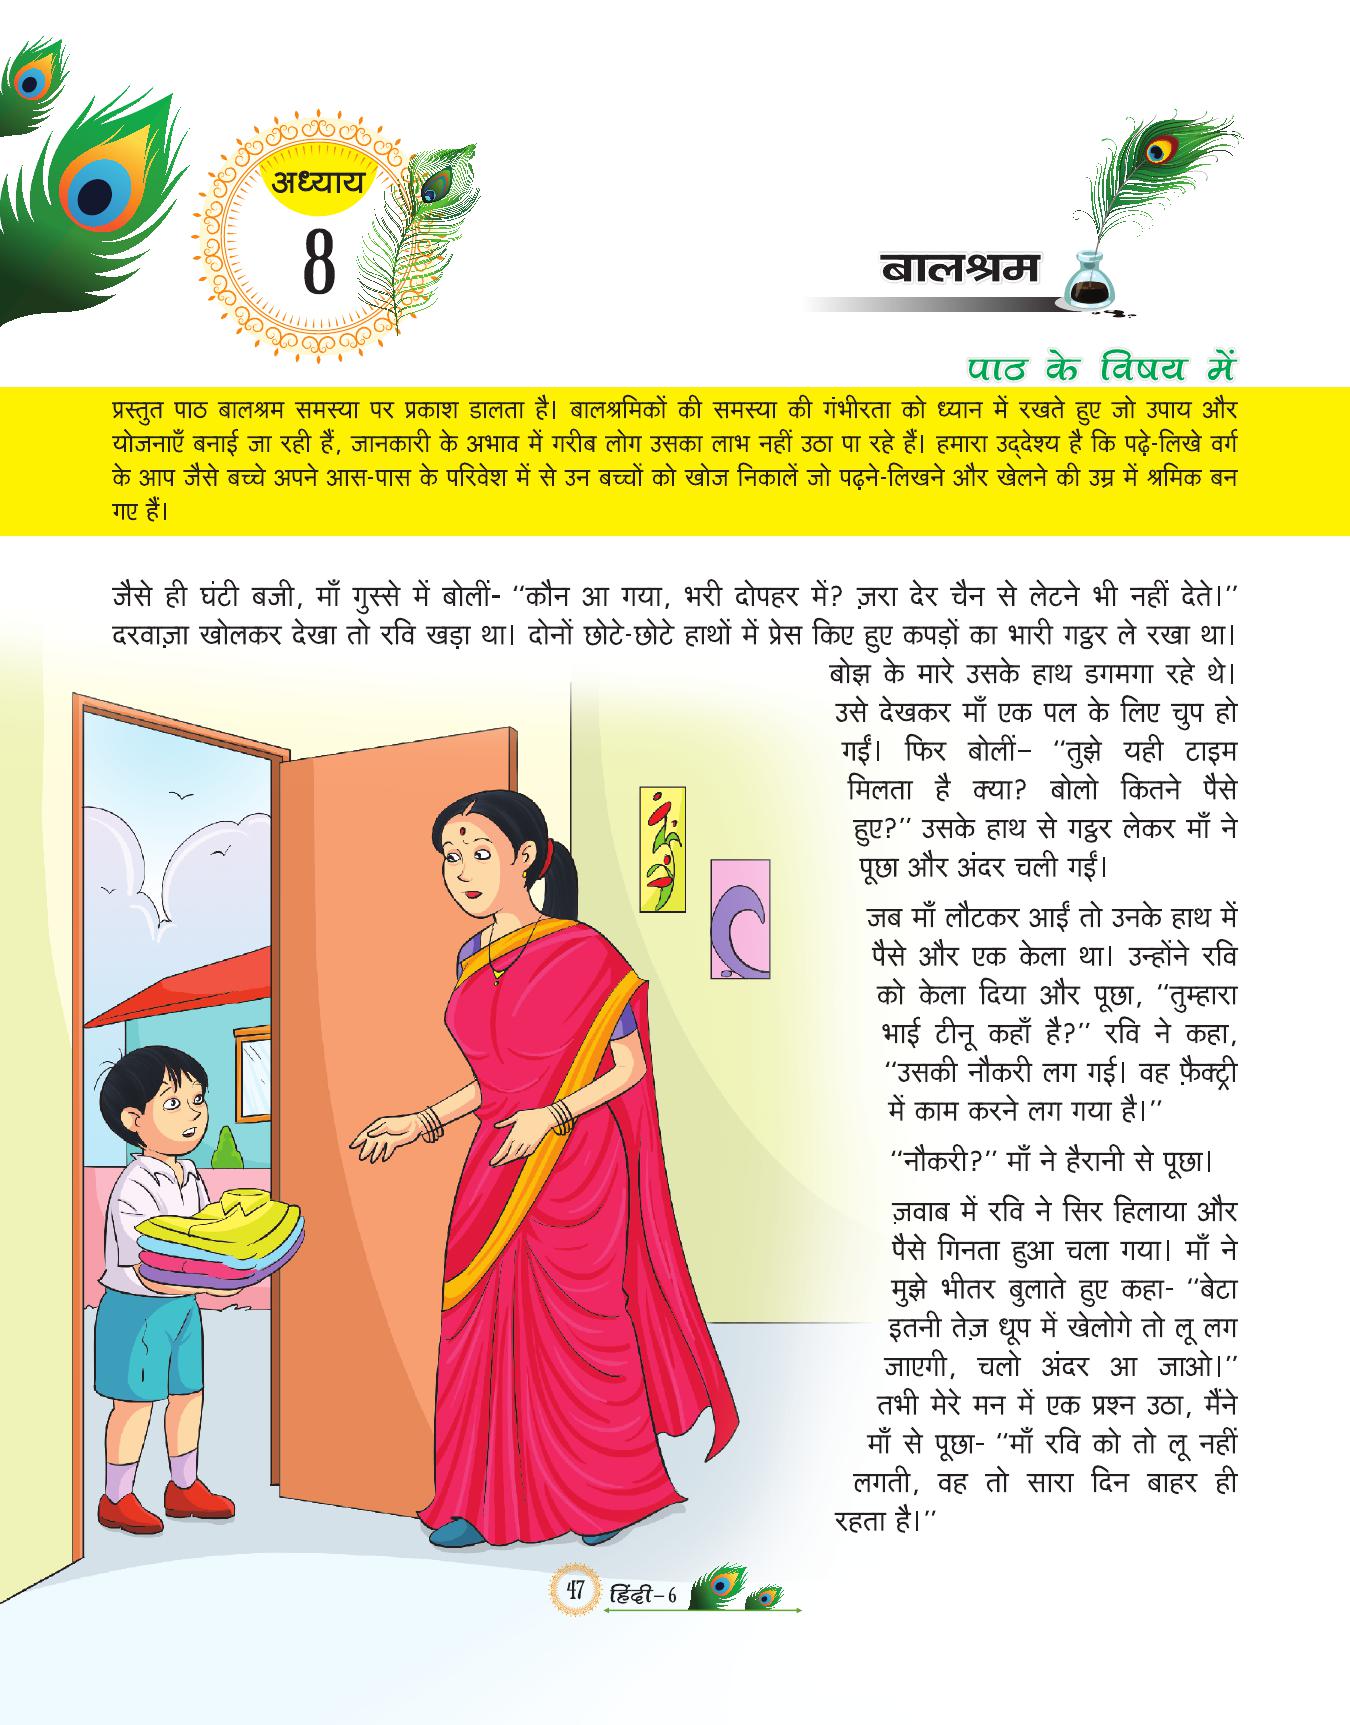 अध्याय
8
बालश्रम
पाठ के विषय में
प्रस्तुत पाठ बालश्रम समस्या पर प्रकाश डालता है। बालश्रमिकों की समस्या की गंभीरता को ध्यान में रखते हुए जो उपाय और
योजनाएँ बनाई जा रही हैं, जानकारी के अभाव में गरीब लोग उसका लाभ नहीं उठा पा रहे हैं। हमारा उद्देश्य है कि पढ़े-लिखे वर्ग
के आप जैसे बच्चे अपने आस-पास के परिवेश में से उन बच्चों को खोज निकालें जो पढ़ने-लिखने और खेलने की उम्र में श्रमिक बन
गए हैं।
जैसे ही घंटी बजी, माँ गुस्से में बोलीं- ‘‘कौन आ गया, भरी दोपहर में? ज़रा देर चैन से लेटने भी नहीं देते।’’
दरवाज़ा खोलकर देखा तो रवि खड़ा था। दोनों छोटे-छोटे हाथों में प्रेस किए हुए कपड़ों का भारी गट्ठर ले रखा था।
बोझ के मारे उसके हाथ डगमगा रहे थे।
उसे देखकर माँ एक पल के लिए चुप हो
गईं। फिर बोलीं– ‘‘तुझे यही टाइम
मिलता है क्या? बोलो कितने पैसे
हुए?’’ उसके हाथ से गट्ठर लेकर माँ ने
पूछा और अंदर चली गईं।
जब माँ लौटकर आईं तो उनके हाथ में
पैसे और एक केला था। उन्होंने रवि
को केला दिया और पूछा, ‘‘तुम्हारा
भाई टीनू कहाँ है?’’ रवि ने कहा,
‘‘उसकी नौकरी लग गई। वह फ़ैक्ट्री
में काम करने लग गया है।’’
‘‘नौकरी?’’ माँ ने हैरानी से पूछा।
ज़वाब में रवि ने सिर हिलाया और
पैसे गिनता हुआ चला गया। माँ ने
मुझे भीतर बुलाते हुए कहा- ‘‘बेटा
इतनी तेज़ धूप में खेलोगे तो लू लग
जाएगी, चलो अंदर आ जाओ।’’
तभी मेरे मन में एक प्रश्न उठा, मैंने
माँ से पूछा- ‘‘माँ रवि को तो लू नहीं
लगती, वह तो सारा दिन बाहर ही
रहता है।’’
47 हिंदी–6